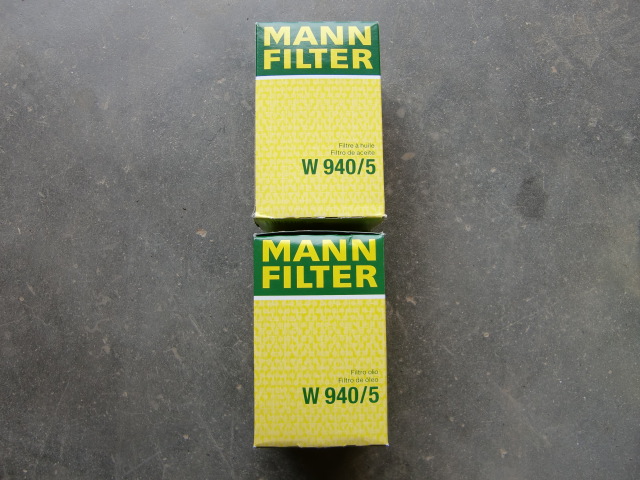 MANN
FILTER
Filtre à huile
Filtro de aceite
W 940/5
MANN
FILTER
Filtro olio
Filtro de óleo
W 940/5